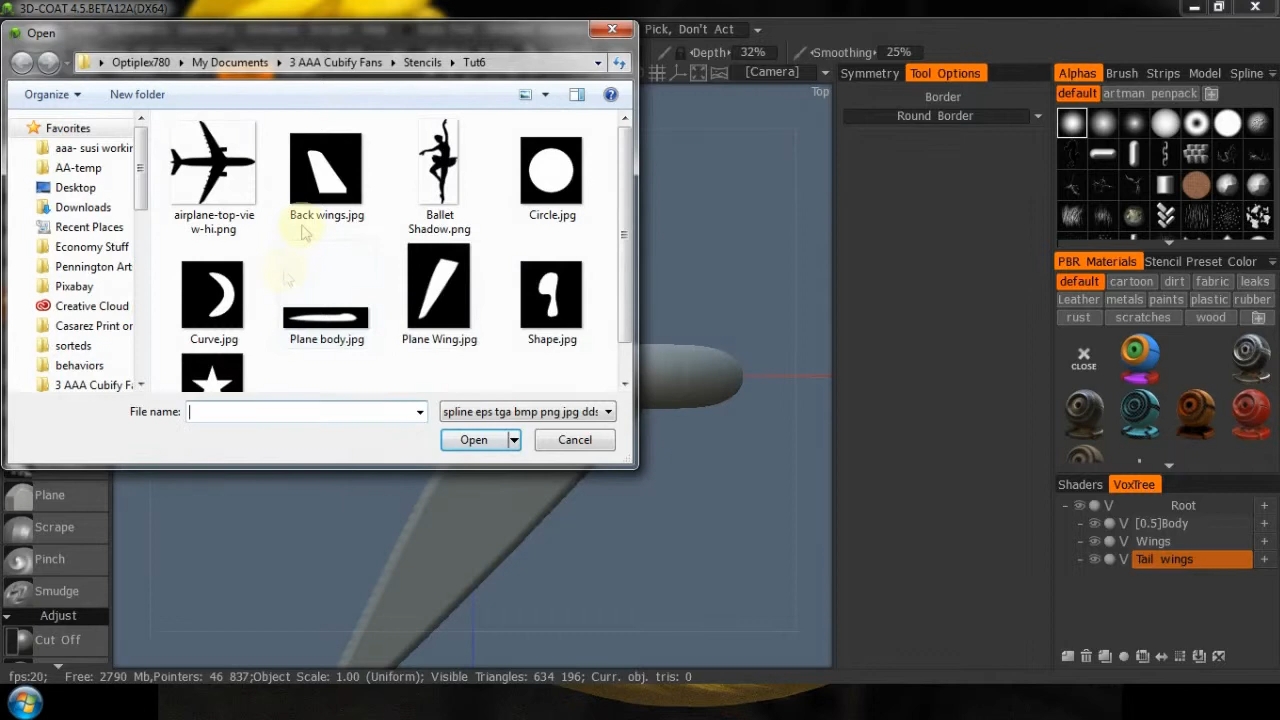 3D-COAT 4.5.BETA12A(DX64)
Open
Pick, Don't Act
Optiplex780 My Documents 3 AAA Cubify Fans Stencils Tut6
Depth: 32% Smoothing: 25%
[Camera] Symmetry Tool Options Alphas Brush Strips Model Spline
Organize New folder
Top
Border
default artman penpack
Round Border
Favorites
aaa- susi workin
AA-temp
Desktop
Downloads
Recent Places
Economy Stuff
Pennington Art
Pixabay
Creative Cloud
Casarez Print or
sorteds
behaviors
3 AAA Cubify Fa
airplane-top-vie
w-hi.png
Back wings.jpg
Ballet
Shadow.png
Circle.jpg
Curve.jpg
Plane body.jpg
Plane Wing.jpg
Shape.jpg
File name:
spline eps tga bmp png jpg dds
Open Cancel
PBR Materials Stencil Preset Color
default cartoon dirt fabric leaks
Leather metals paints plastic rubber
rust scratches wood
CLOSE
Shaders VoxTree
Root
[0.5]Body
Wings
Tail wings
V
V
V
V
Plane
Scrape
Pinch
Smudge
Adjust
Cut Off
fps:20; Free: 2790 Mb,Pointers: 46 837;Object Scale: 1.00 (Uniform); Visible Triangles: 634 196; Curr. obj. tris: 0